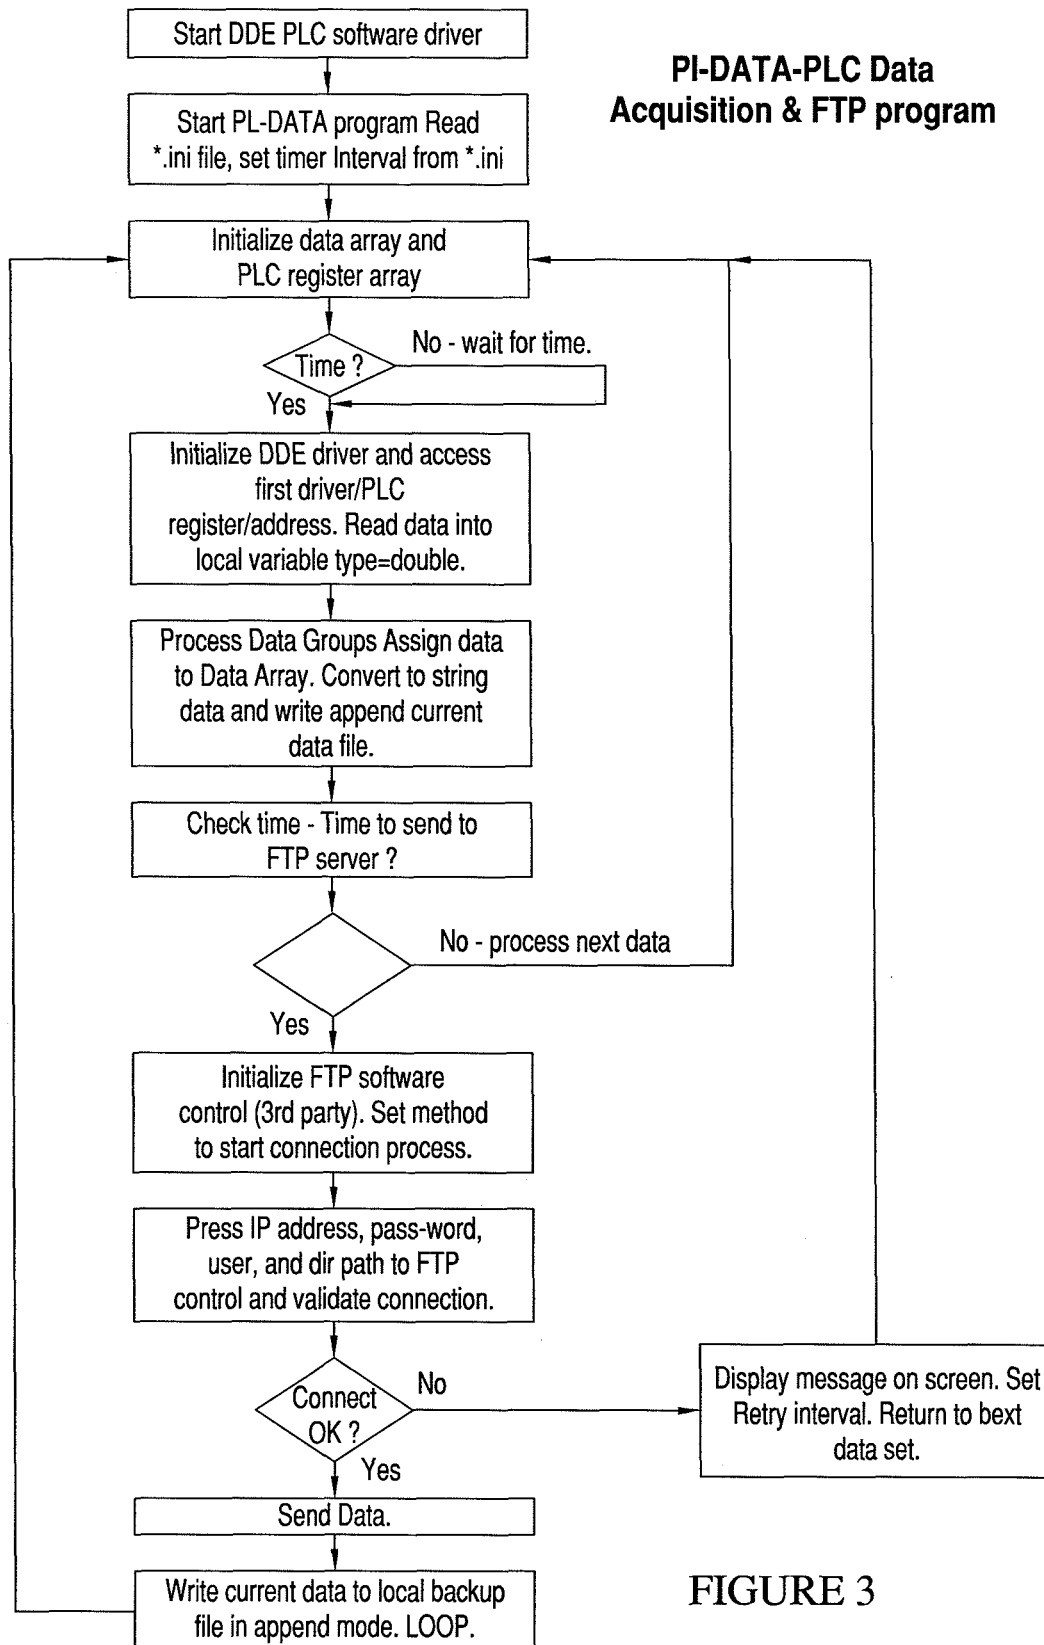 Start DDE PLC software driver
PI-DATA-PLC Data
Acquisition & FTP program
Start PL-DATA program Read
*.ini file, set timer Interval from *.ini
Initialize data array and
PLC register array
Time ?
No - wait for time.
Yes
Initialize DDE driver and access
first driver/PLC
register/address. Read data into
local variable type=double.
Process Data Groups Assign data
to Data Array. Convert to string
data and write append current
data file.
Check time - Time to send to
FTP server ?
No - process next data
Yes
Initialize FTP software
control (3rd party). Set method
to start connection process.
Press IP address, pass-word,
user, and dir path to FTP
control and validate connection.
Connect
OK ?
No
Display message on screen. Set
Retry interval. Return to bext
data set.
Yes
Send Data.
Write current data to local backup
file in append mode. LOOP.
FIGURE 3